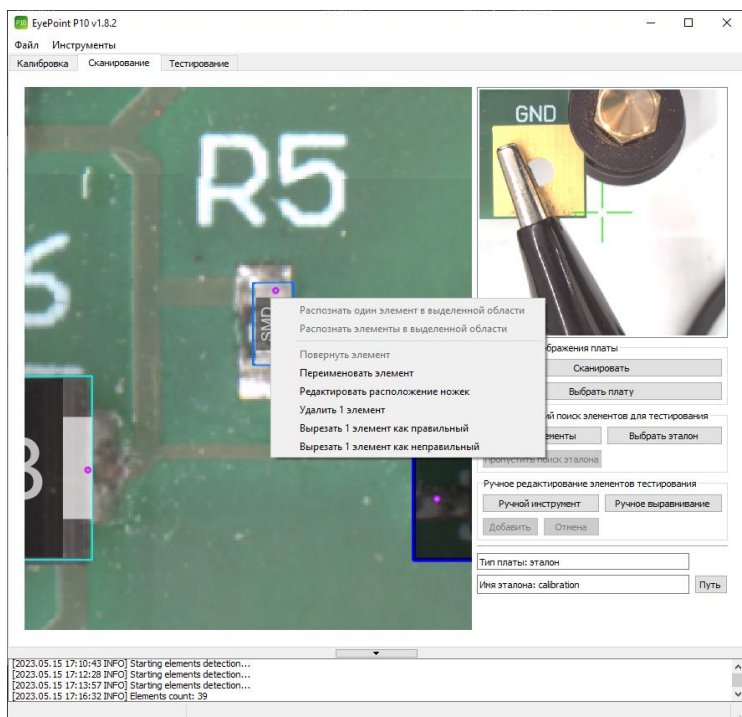 P10 EyePoint P10 v1.8.2
Файл Инструменты
Калибровка Сканирование Тестирование
R5
SMD
GND
Распознать один элемент в выделенной области
Распознать элементы в выделенной области
Повернуть элемент
Переименовать элемент
Редактировать расположение ножек
Удалить 1 элемент
Вырезать 1 элемент как правильный
Вырезать 1 элемент как неправильный
платы
Сканировать
Выбрать плату
поиск элементов для тестирования
Выбрать эталон
Пропустить поиск эталона
Ручное редактирование элементов тестирования
Ручной инструмент Ручное выравнивание
Добавить Отмена
Тип платы: эталон
Имя эталона: calibration Путь
[2023.05.15 17:10:43 INFO] Starting elements detection...
[2023.05.15 17:12:28 INFO] Starting elements detection...
[2023.05.15 17:13:57 INFO] Starting elements detection...
[2023.05.15 17:16:32 INFO] Elements count: 39